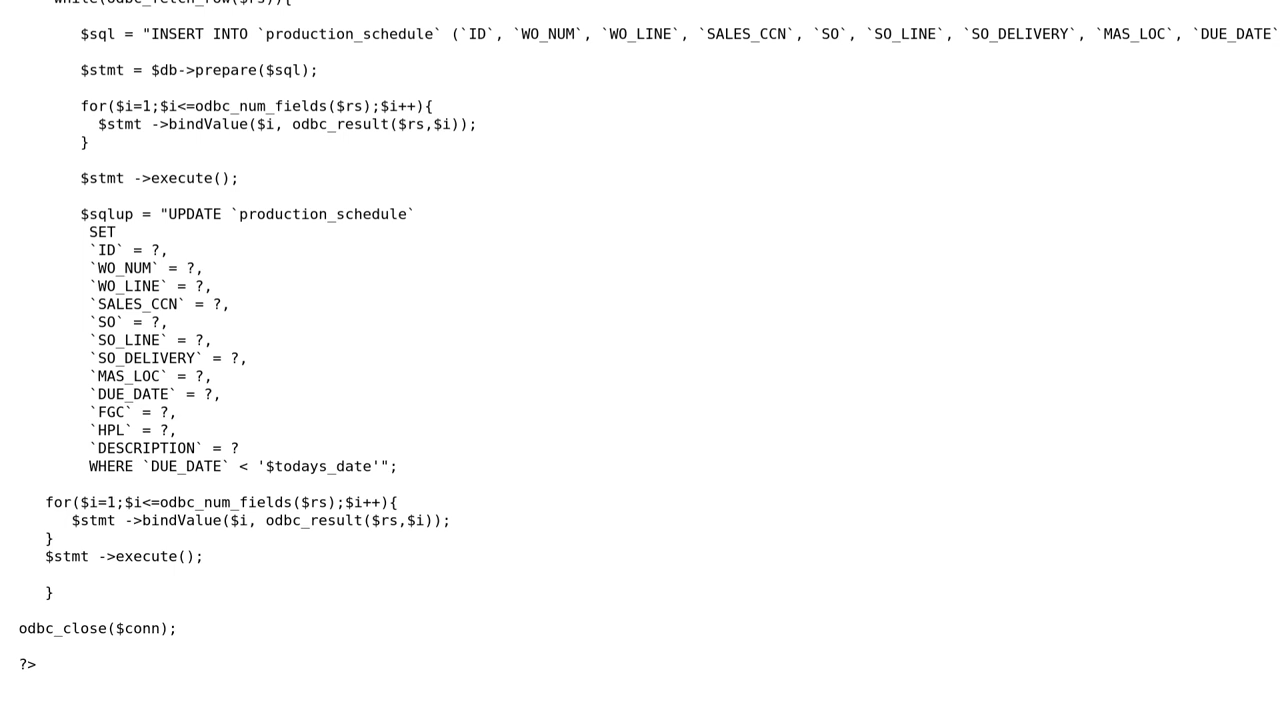 while(odbc_fetch_row($rs)){
$sql = "INSERT INTO `production_schedule` (`ID`, `WO_NUM`, `WO_LINE`, `SALES_CCN`, `SO`, `SO_LINE`, `SO_DELIVERY`, `MAS_LOC`, `DUE_DATE`
$stmt = $db->prepare($sql);
for($i=1;$i<=odbc_num_fields($rs);$i++){
$stmt ->bindValue($i, odbc_result($rs,$i));
}
$stmt ->execute();
$sqlup = "UPDATE `production_schedule`
SET
`ID` = ?,
`WO_NUM` = ?,
`WO_LINE` = ?,
`SALES_CCN` = ?,
`SO` = ?,
`SO_LINE` = ?,
`SO_DELIVERY` = ?,
`MAS_LOC` = ?,
`DUE_DATE` = ?,
`FGC` = ?,
`HPL` = ?,
`DESCRIPTION` = ?
WHERE `DUE_DATE` < '$todays_date'";
for($i=1;$i<=odbc_num_fields($rs);$i++){
$stmt ->bindValue($i, odbc_result($rs,$i));
}
$stmt ->execute();
}
odbc_close($conn);
?>